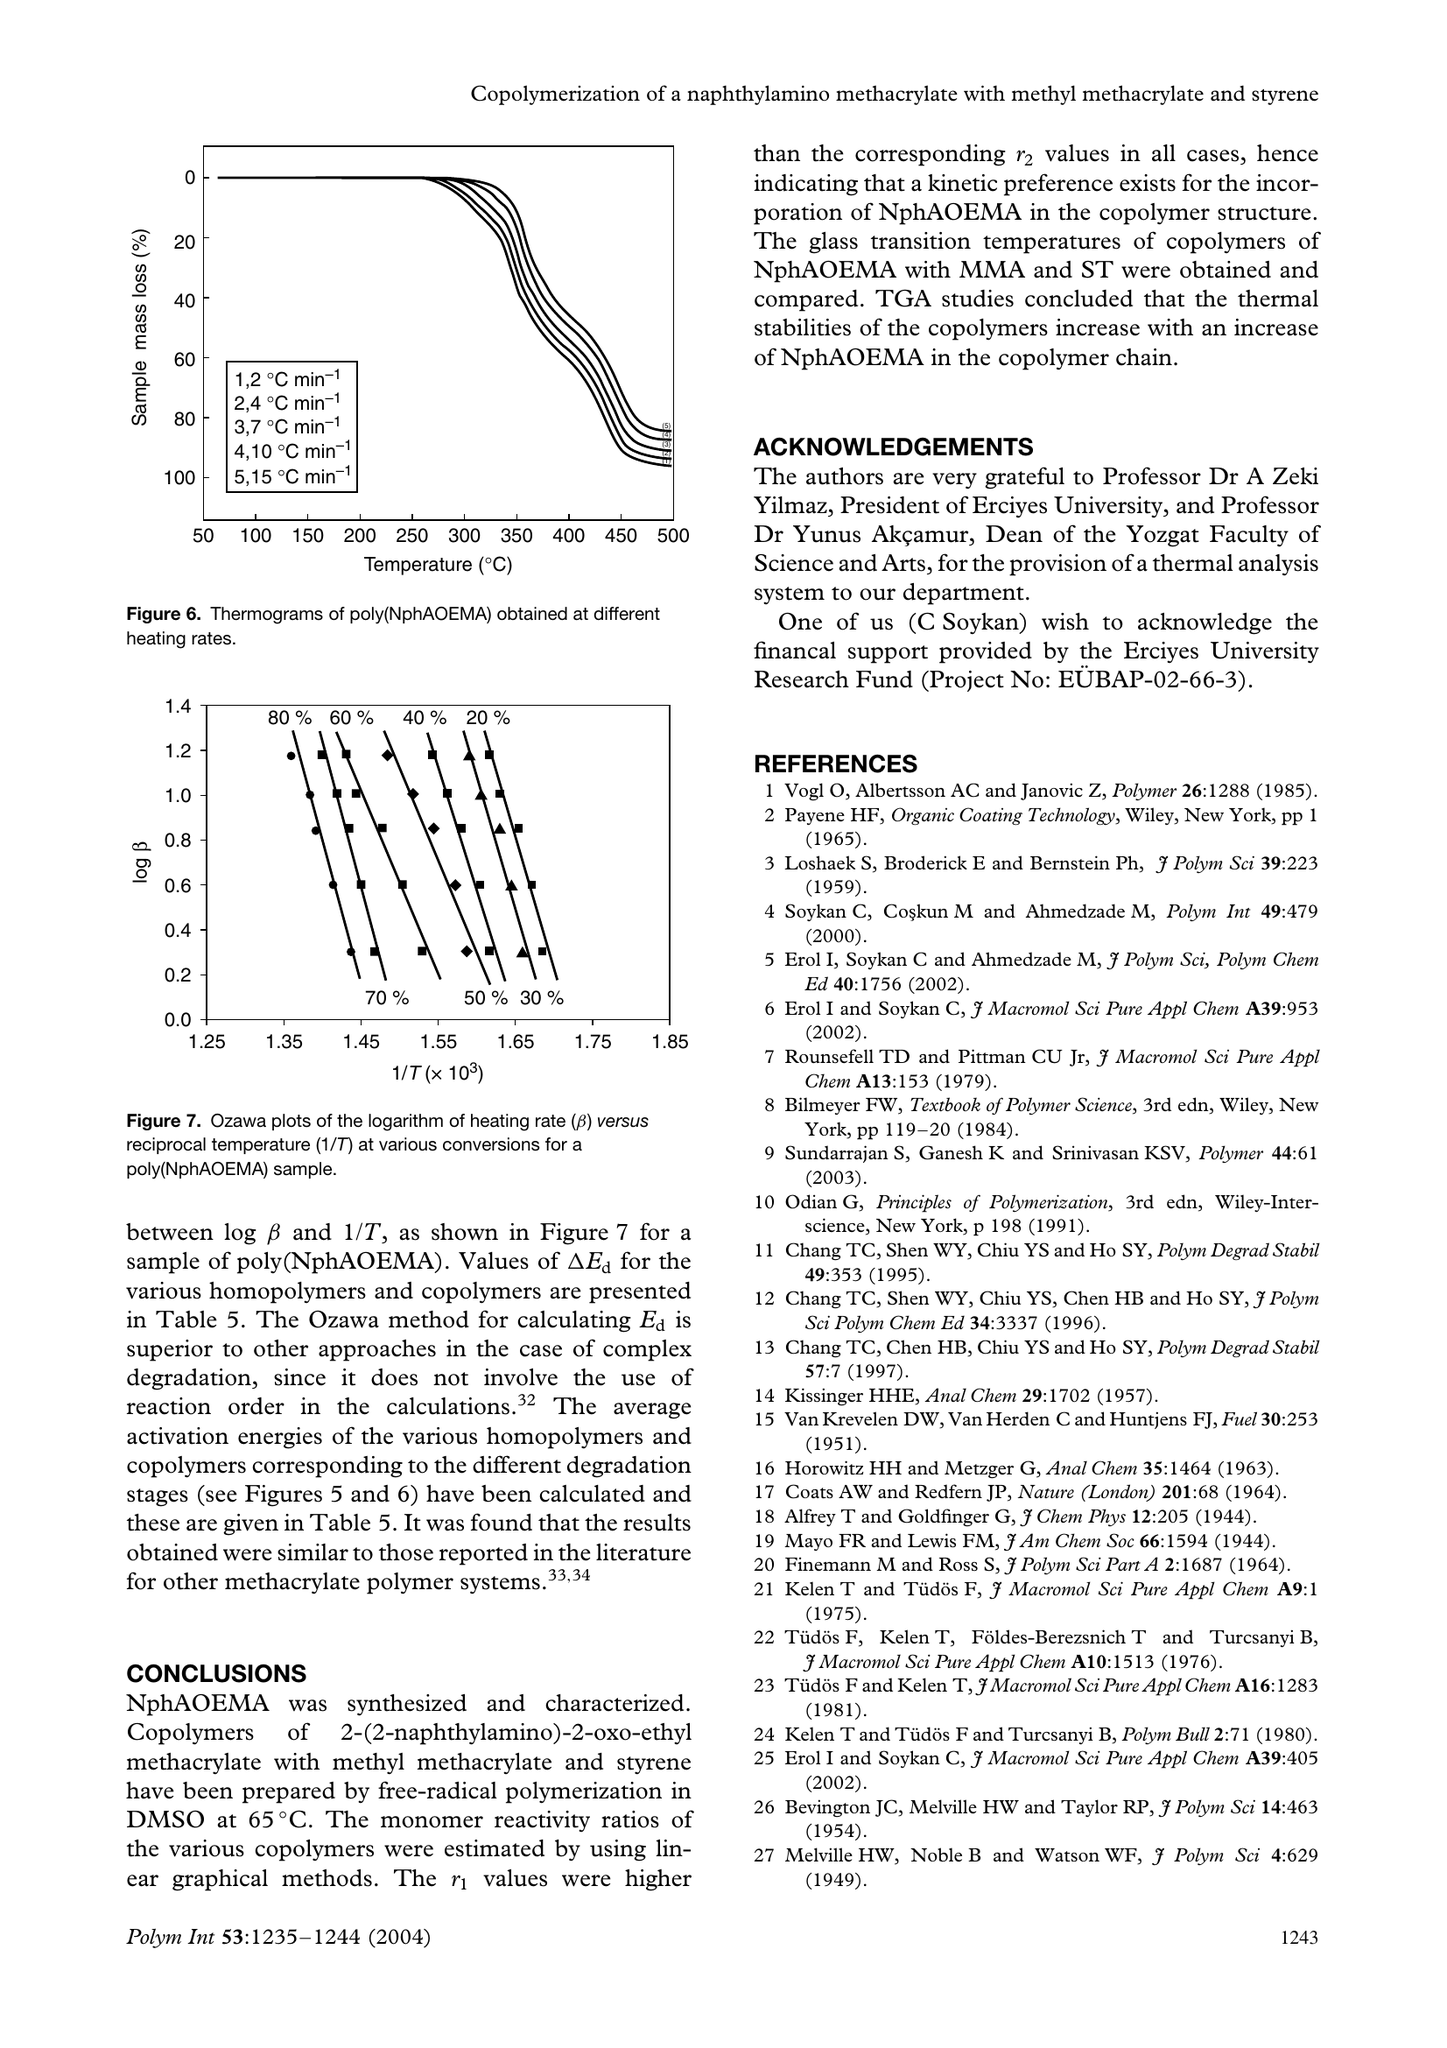 Copolymerization of a naphthylamino methacrylate with methyl methacrylate and styrene
0
20
40
60
80
100
Sample mass loss (%)
1,2 °C min–1
2,4 °C min–1
3,7 °C min–1
4,10 °C min–1
5,15 °C min–1
(5)
(4)
(3)
(2)
(1)
50 100 150 200 250 300 350 400 450 500
Temperature (°C)
Figure 6. Thermograms of poly(NphAOEMA) obtained at different
heating rates.
1.4
1.2
1.0
0.8
0.6
0.4
0.2
0.0
log β
80 % 60 % 40 % 20 %
70 % 50 % 30 %
1.25 1.35 1.45 1.55 1.65 1.75 1.85
1/T (× 10³)
Figure 7. Ozawa plots of the logarithm of heating rate (β) versus
reciprocal temperature (1/T) at various conversions for a
poly(NphAOEMA) sample.
between log β and 1/T, as shown in Figure 7 for a
sample of poly(NphAOEMA). Values of ΔEd for the
various homopolymers and copolymers are presented
in Table 5. The Ozawa method for calculating Ed is
superior to other approaches in the case of complex
degradation, since it does not involve the use of
reaction order in the calculations.32 The average
activation energies of the various homopolymers and
copolymers corresponding to the different degradation
stages (see Figures 5 and 6) have been calculated and
these are given in Table 5. It was found that the results
obtained were similar to those reported in the literature
for other methacrylate polymer systems.33,34
CONCLUSIONS
NphAOEMA was synthesized and characterized.
Copolymers of 2-(2-naphthylamino)-2-oxo-ethyl
methacrylate with methyl methacrylate and styrene
have been prepared by free-radical polymerization in
DMSO at 65 °C. The monomer reactivity ratios of
the various copolymers were estimated by using lin-
ear graphical methods. The r1 values were higher
than the corresponding r2 values in all cases, hence
indicating that a kinetic preference exists for the incor-
poration of NphAOEMA in the copolymer structure.
The glass transition temperatures of copolymers of
NphAOEMA with MMA and ST were obtained and
compared. TGA studies concluded that the thermal
stabilities of the copolymers increase with an increase
of NphAOEMA in the copolymer chain.
ACKNOWLEDGEMENTS
The authors are very grateful to Professor Dr A Zeki
Yilmaz, President of Erciyes University, and Professor
Dr Yunus Akçamur, Dean of the Yozgat Faculty of
Science and Arts, for the provision of a thermal analysis
system to our department.
One of us (C Soykan) wish to acknowledge the
financal support provided by the Erciyes University
Research Fund (Project No: EÜBAP-02-66-3).
REFERENCES
1 Vogl O, Albertsson AC and Janovic Z, Polymer 26:1288 (1985).
2 Payene HF, Organic Coating Technology, Wiley, New York, pp 1
(1965).
3 Loshaek S, Broderick E and Bernstein Ph, J Polym Sci 39:223
(1959).
4 Soykan C, Coşkun M and Ahmedzade M, Polym Int 49:479
(2000).
5 Erol I, Soykan C and Ahmedzade M, J Polym Sci, Polym Chem
Ed 40:1756 (2002).
6 Erol I and Soykan C, J Macromol Sci Pure Appl Chem A39:953
(2002).
7 Rounsefell TD and Pittman CU Jr, J Macromol Sci Pure Appl
Chem A13:153 (1979).
8 Bilmeyer FW, Textbook of Polymer Science, 3rd edn, Wiley, New
York, pp 119–20 (1984).
9 Sundarrajan S, Ganesh K and Srinivasan KSV, Polymer 44:61
(2003).
10 Odian G, Principles of Polymerization, 3rd edn, Wiley-Inter-
science, New York, p 198 (1991).
11 Chang TC, Shen WY, Chiu YS and Ho SY, Polym Degrad Stabil
49:353 (1995).
12 Chang TC, Shen WY, Chiu YS, Chen HB and Ho SY, J Polym
Sci Polym Chem Ed 34:3337 (1996).
13 Chang TC, Chen HB, Chiu YS and Ho SY, Polym Degrad Stabil
57:7 (1997).
14 Kissinger HHE, Anal Chem 29:1702 (1957).
15 Van Krevelen DW, Van Herden C and Huntjens FJ, Fuel 30:253
(1951).
16 Horowitz HH and Metzger G, Anal Chem 35:1464 (1963).
17 Coats AW and Redfern JP, Nature (London) 201:68 (1964).
18 Alfrey T and Goldfinger G, J Chem Phys 12:205 (1944).
19 Mayo FR and Lewis FM, J Am Chem Soc 66:1594 (1944).
20 Finemann M and Ross S, J Polym Sci Part A 2:1687 (1964).
21 Kelen T and Tüdös F, J Macromol Sci Pure Appl Chem A9:1
(1975).
22 Tüdös F, Kelen T, Földes-Berezsnich T and Turcsanyi B,
J Macromol Sci Pure Appl Chem A10:1513 (1976).
23 Tüdös F and Kelen T, J Macromol Sci Pure Appl Chem A16:1283
(1981).
24 Kelen T and Tüdös F and Turcsanyi B, Polym Bull 2:71 (1980).
25 Erol I and Soykan C, J Macromol Sci Pure Appl Chem A39:405
(2002).
26 Bevington JC, Melville HW and Taylor RP, J Polym Sci 14:463
(1954).
27 Melville HW, Noble B and Watson WF, J Polym Sci 4:629
(1949).
Polym Int 53:1235–1244 (2004)
1243